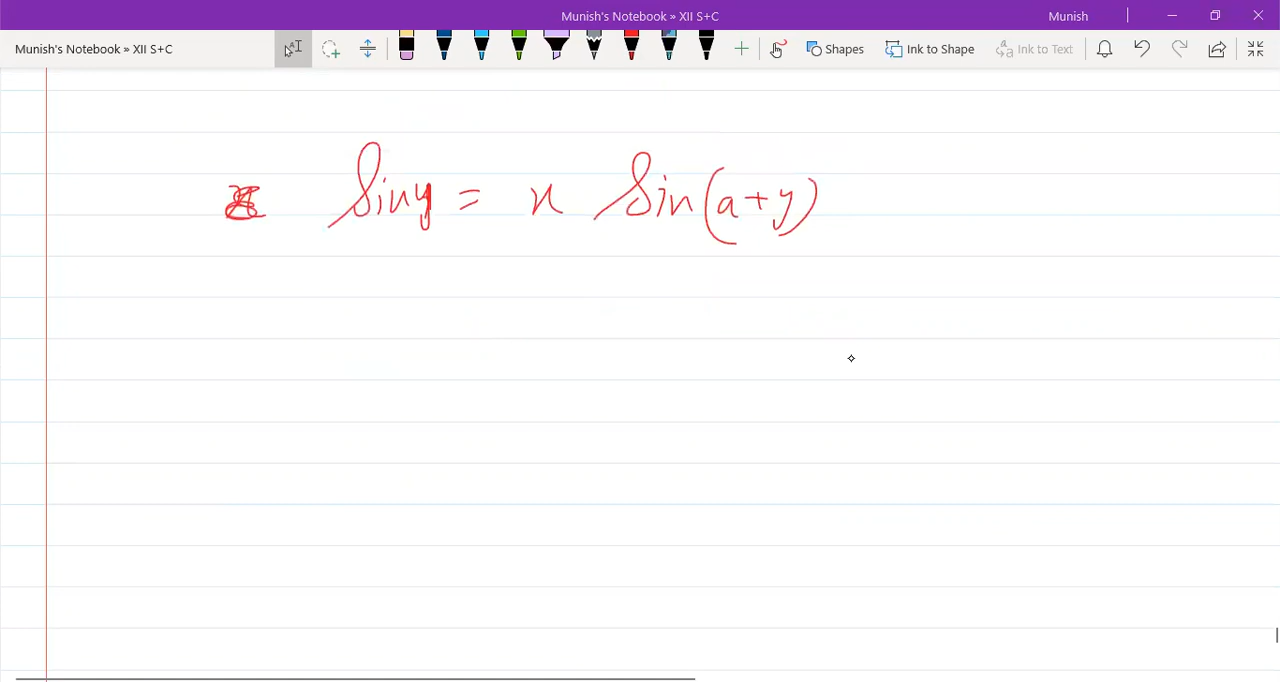 Munish's Notebook » XII S+C
Munish
Munish's Notebook » XII S+C
Shapes
Ink to Shape
Ink to Text
Sin y = x Sin(a+y)